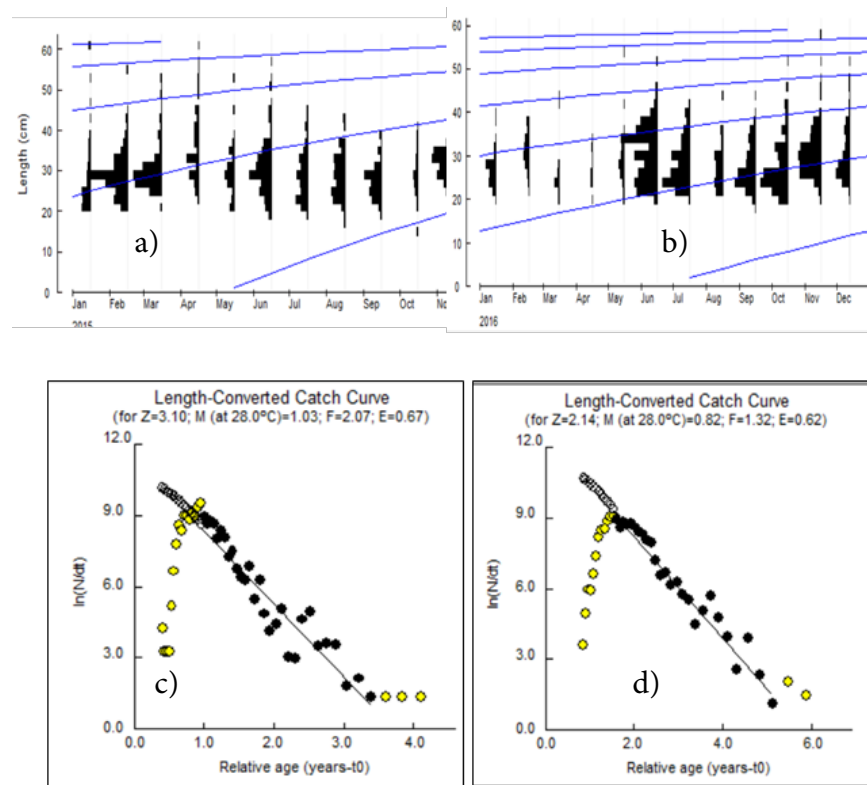 60
50
40
30
20
10
0
Length (cm)
a)
Jan Feb Mar Apr May Jun Jul Aug Sep Oct
2015
60
50
40
30
20
10
0
b)
Jan Feb Mar Apr May Jun Jul Aug Sep Oct Nov Dec
2016
Length-Converted Catch Curve
(for Z=3.10; M (at 28.0ºC)=1.03; F=2.07; E=0.67)
12.0
9.0
6.0
3.0
0.0
ln(N/dt)
c)
0.0 1.0 2.0 3.0 4.0
Relative age (years-t0)
Length-Converted Catch Curve
(for Z=2.14; M (at 28.0ºC)=0.82; F=1.32; E=0.62)
12.0
9.0
6.0
3.0
0.0
ln(N/dt)
d)
0.0 2.0 4.0 6.0
Relative age (years-t0)